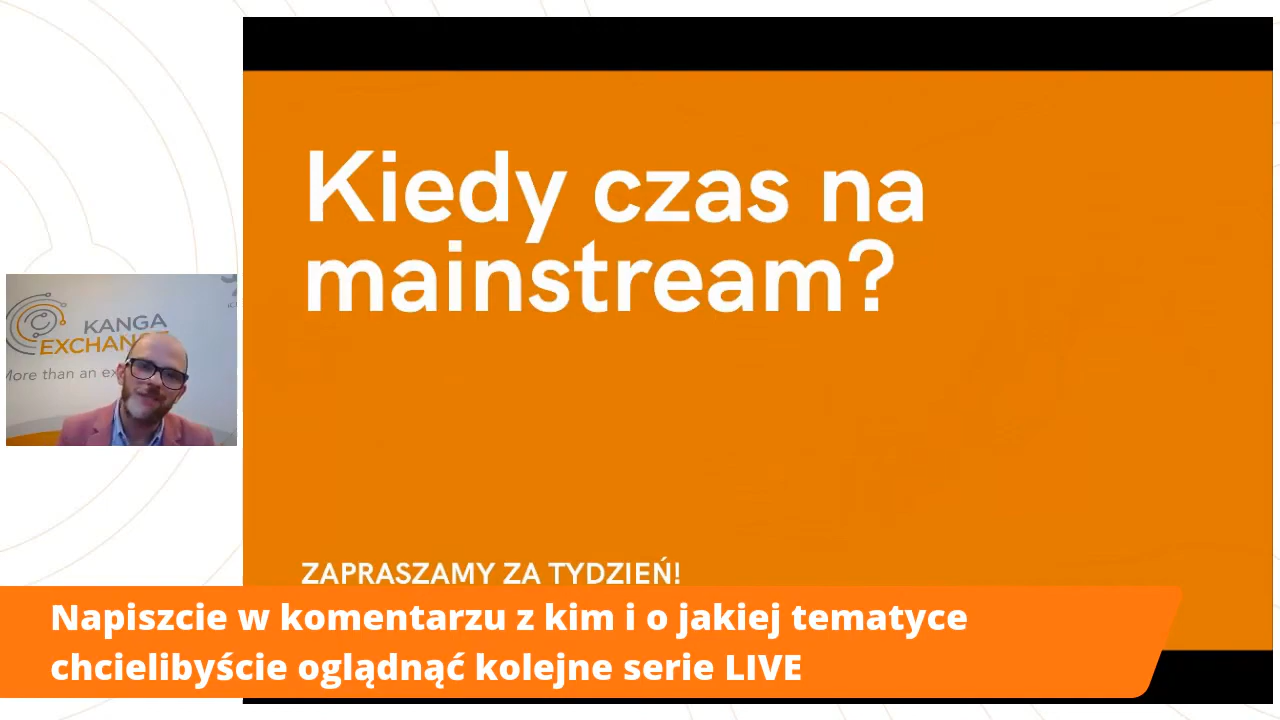 Kiedy czas na
mainstream?
KANGA
EXCHANGE
More than an ex
ZAPRASZAMY ZA TYDZIEŃ!
Napiszcie w komentarzu z kim i o jakiej tematyce
chcielibyście oglądnąć kolejne serie LIVE